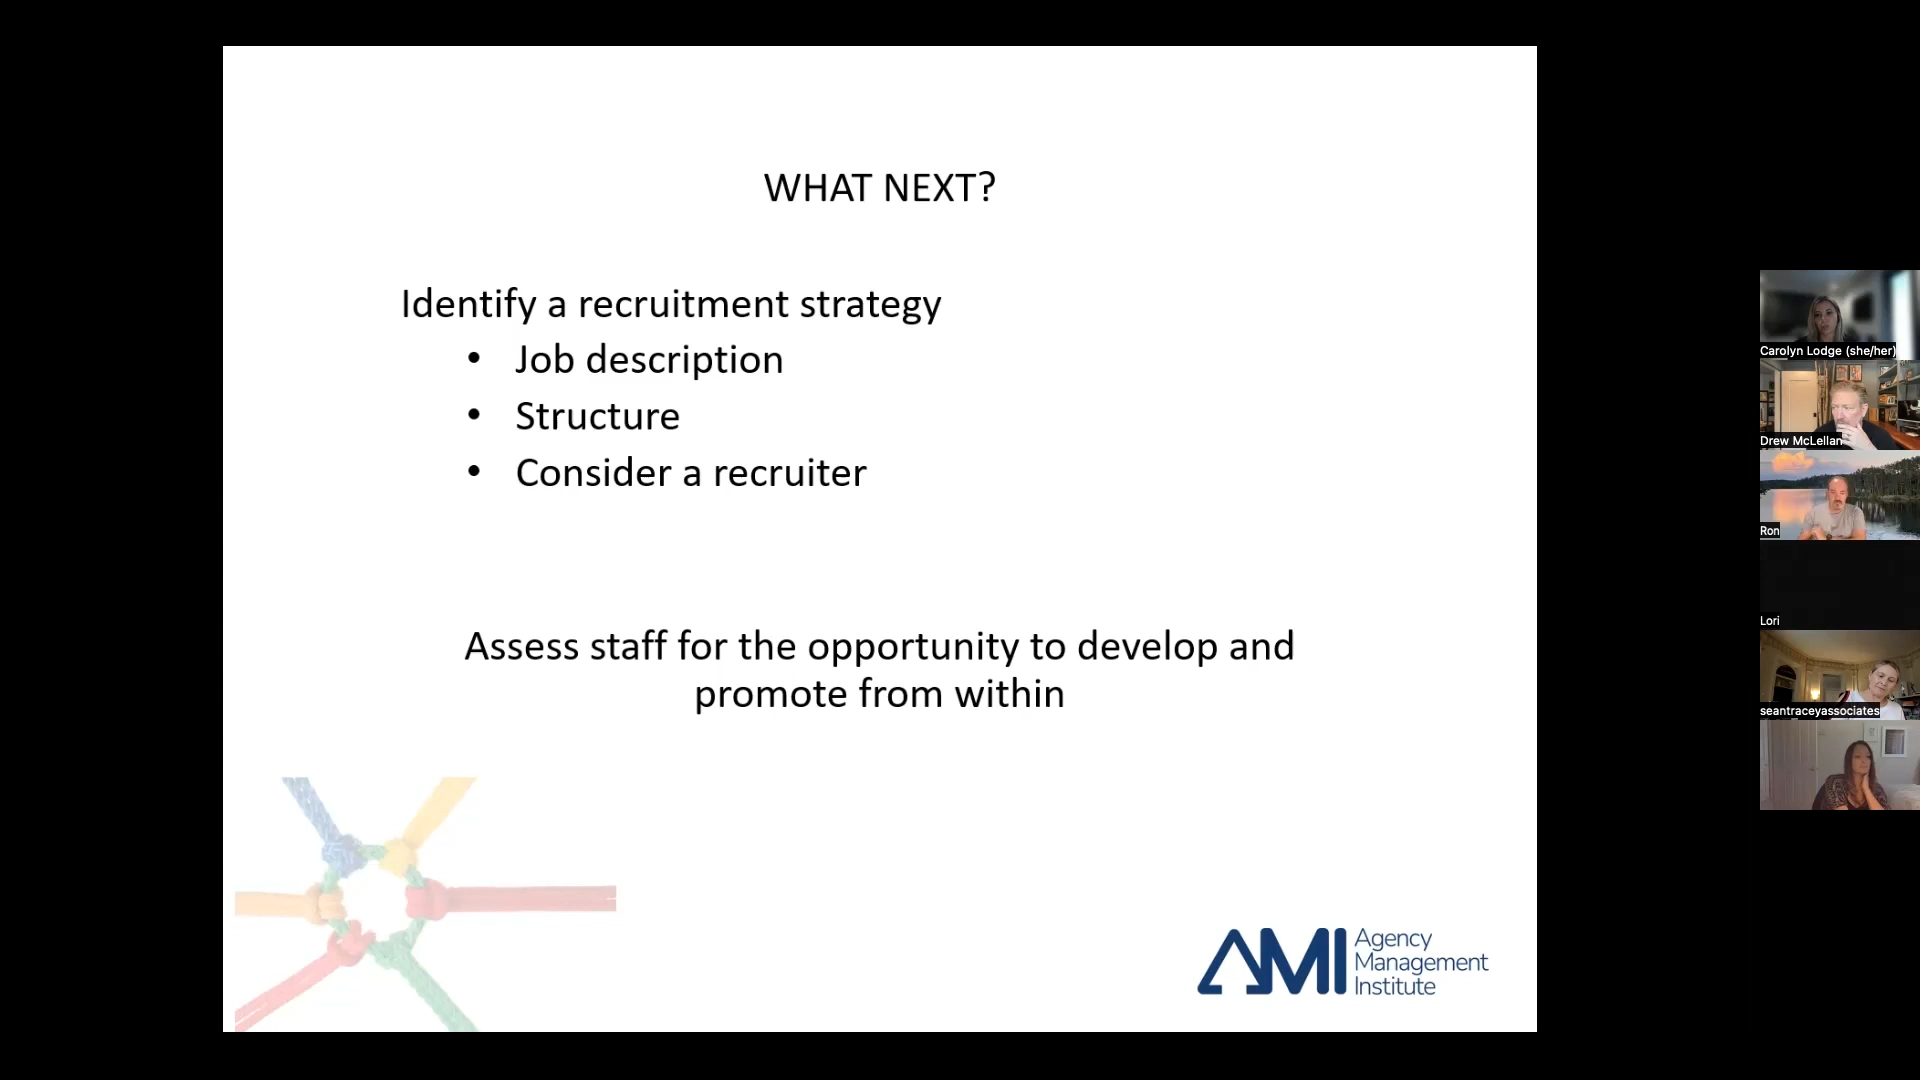 WHAT NEXT?
Identify a recruitment strategy
• Job description
• Structure
• Consider a recruiter
Assess staff for the opportunity to develop and
promote from within
AMI
Agency
Management
Institute
Carolyn Lodge (she/her)
Drew McLellan
Ron
Lori
seantraceyassociates